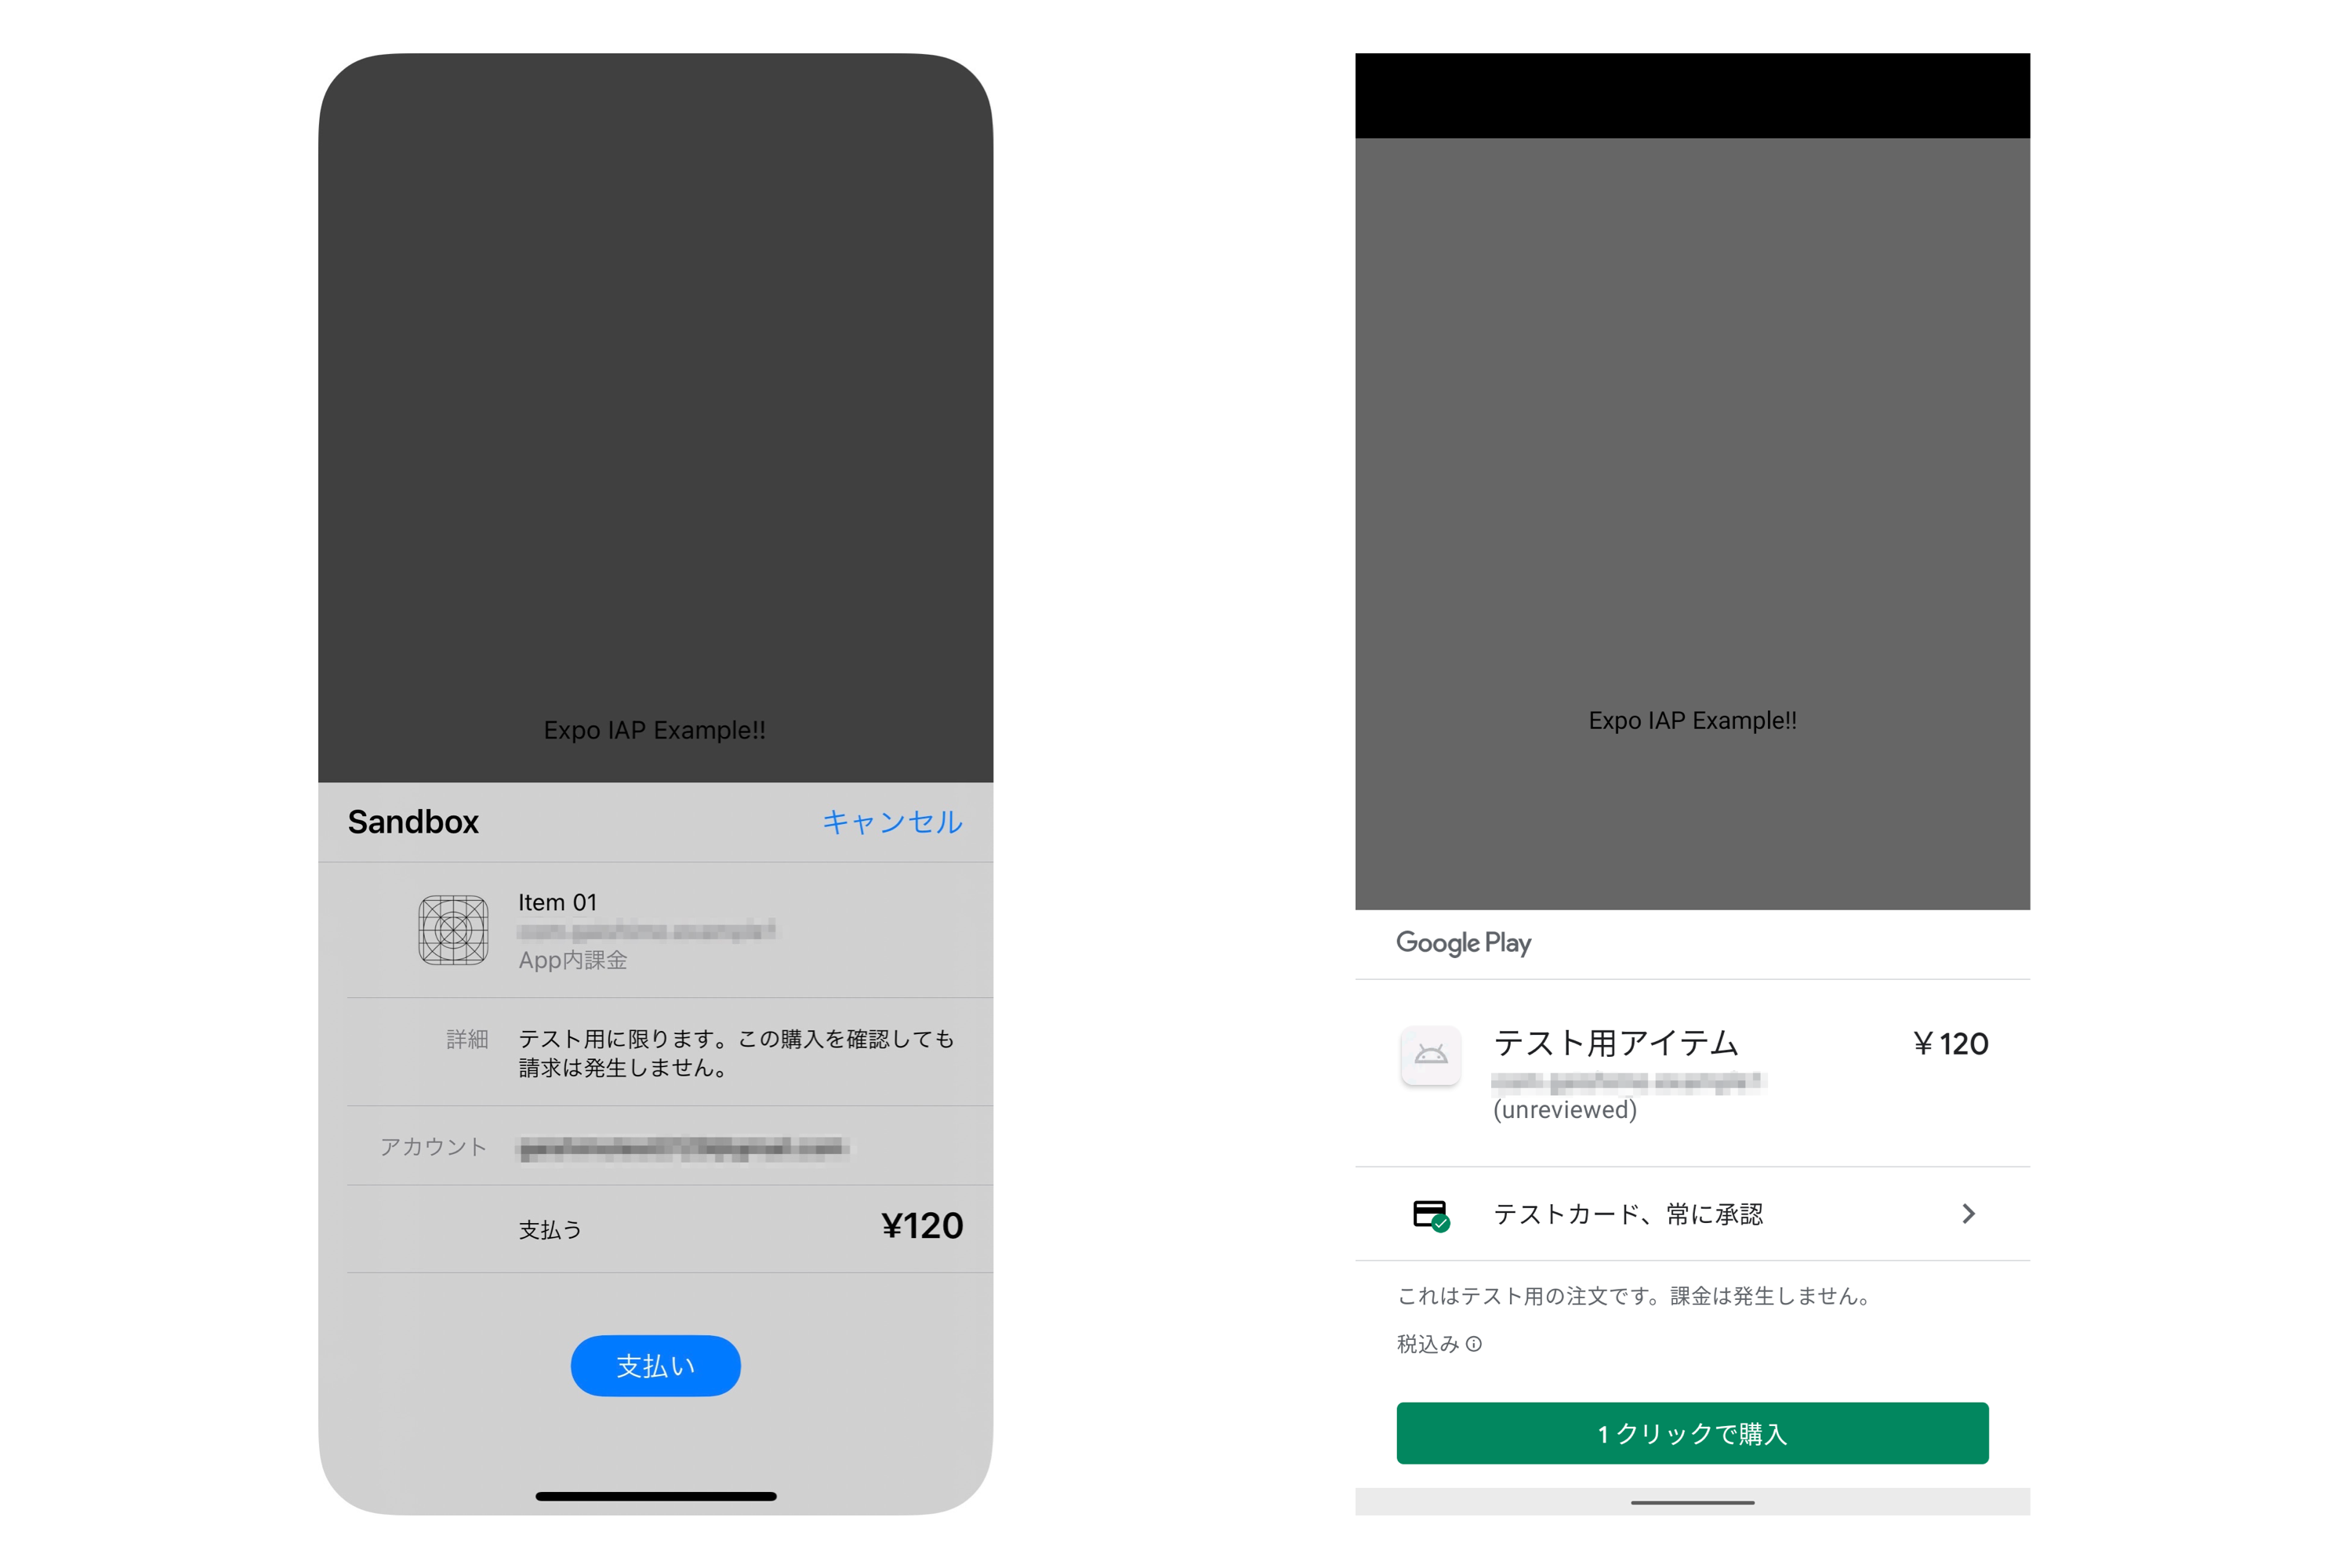 Expo IAP Example!!
Sandbox
キャンセル
Item 01
App内課金
詳細
テスト用に限ります。この購入を確認しても
請求は発生しません。
アカウント
支払う
¥120
支払い
Expo IAP Example!!
Google Play
テスト用アイテム
¥120
(unreviewed)
テストカード、常に承認
これはテスト用の注文です。課金は発生しません。
税込み
1 クリックで購入